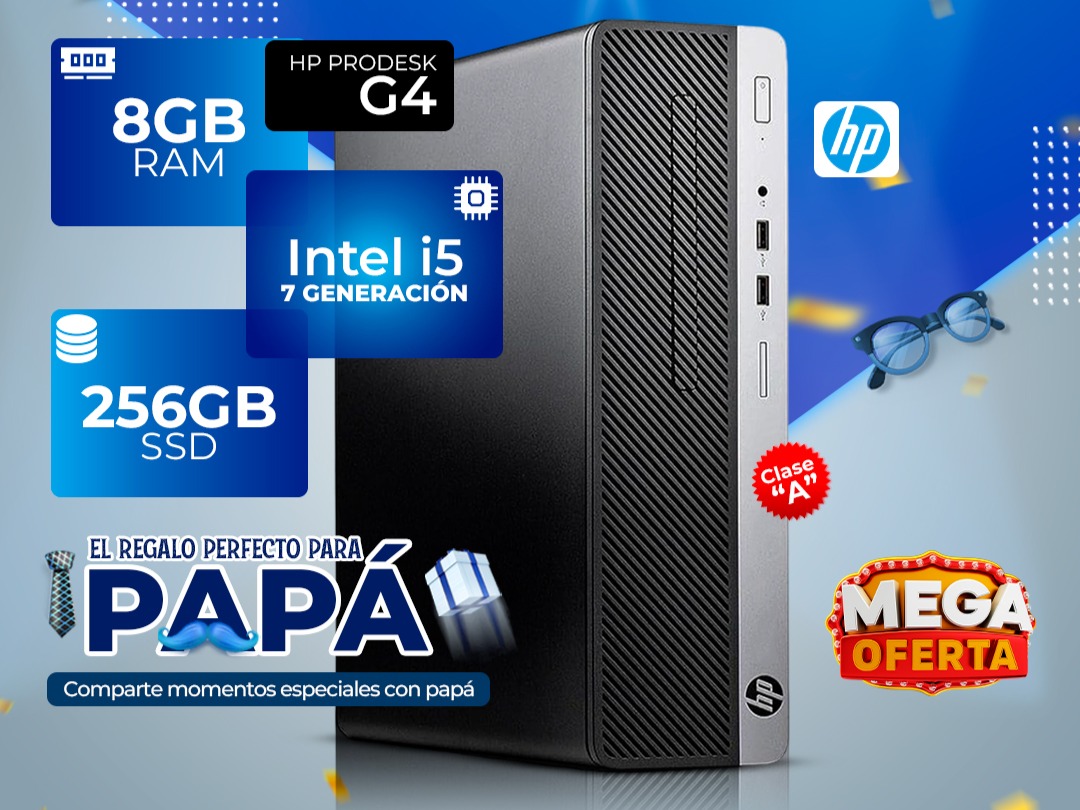 HP PRODESK
G4
8GB
RAM
hp
Intel i5
7 GENERACIÓN
256GB
SSD
Clase
“A”
EL REGALO PERFECTO PARA
PAPÁ
Comparte momentos especiales con papá
MEGA
OFERTA
hp